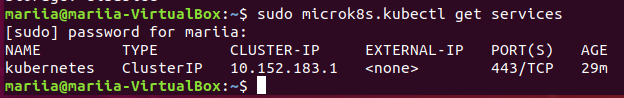 mariia@mariia-VirtualBox:~$ sudo microk8s.kubectl get services
[sudo] password for mariia:
NAME TYPE CLUSTER-IP EXTERNAL-IP PORT(S) AGE
kubernetes ClusterIP 10.152.183.1 <none> 443/TCP 29m
mariia@mariia-VirtualBox:~$